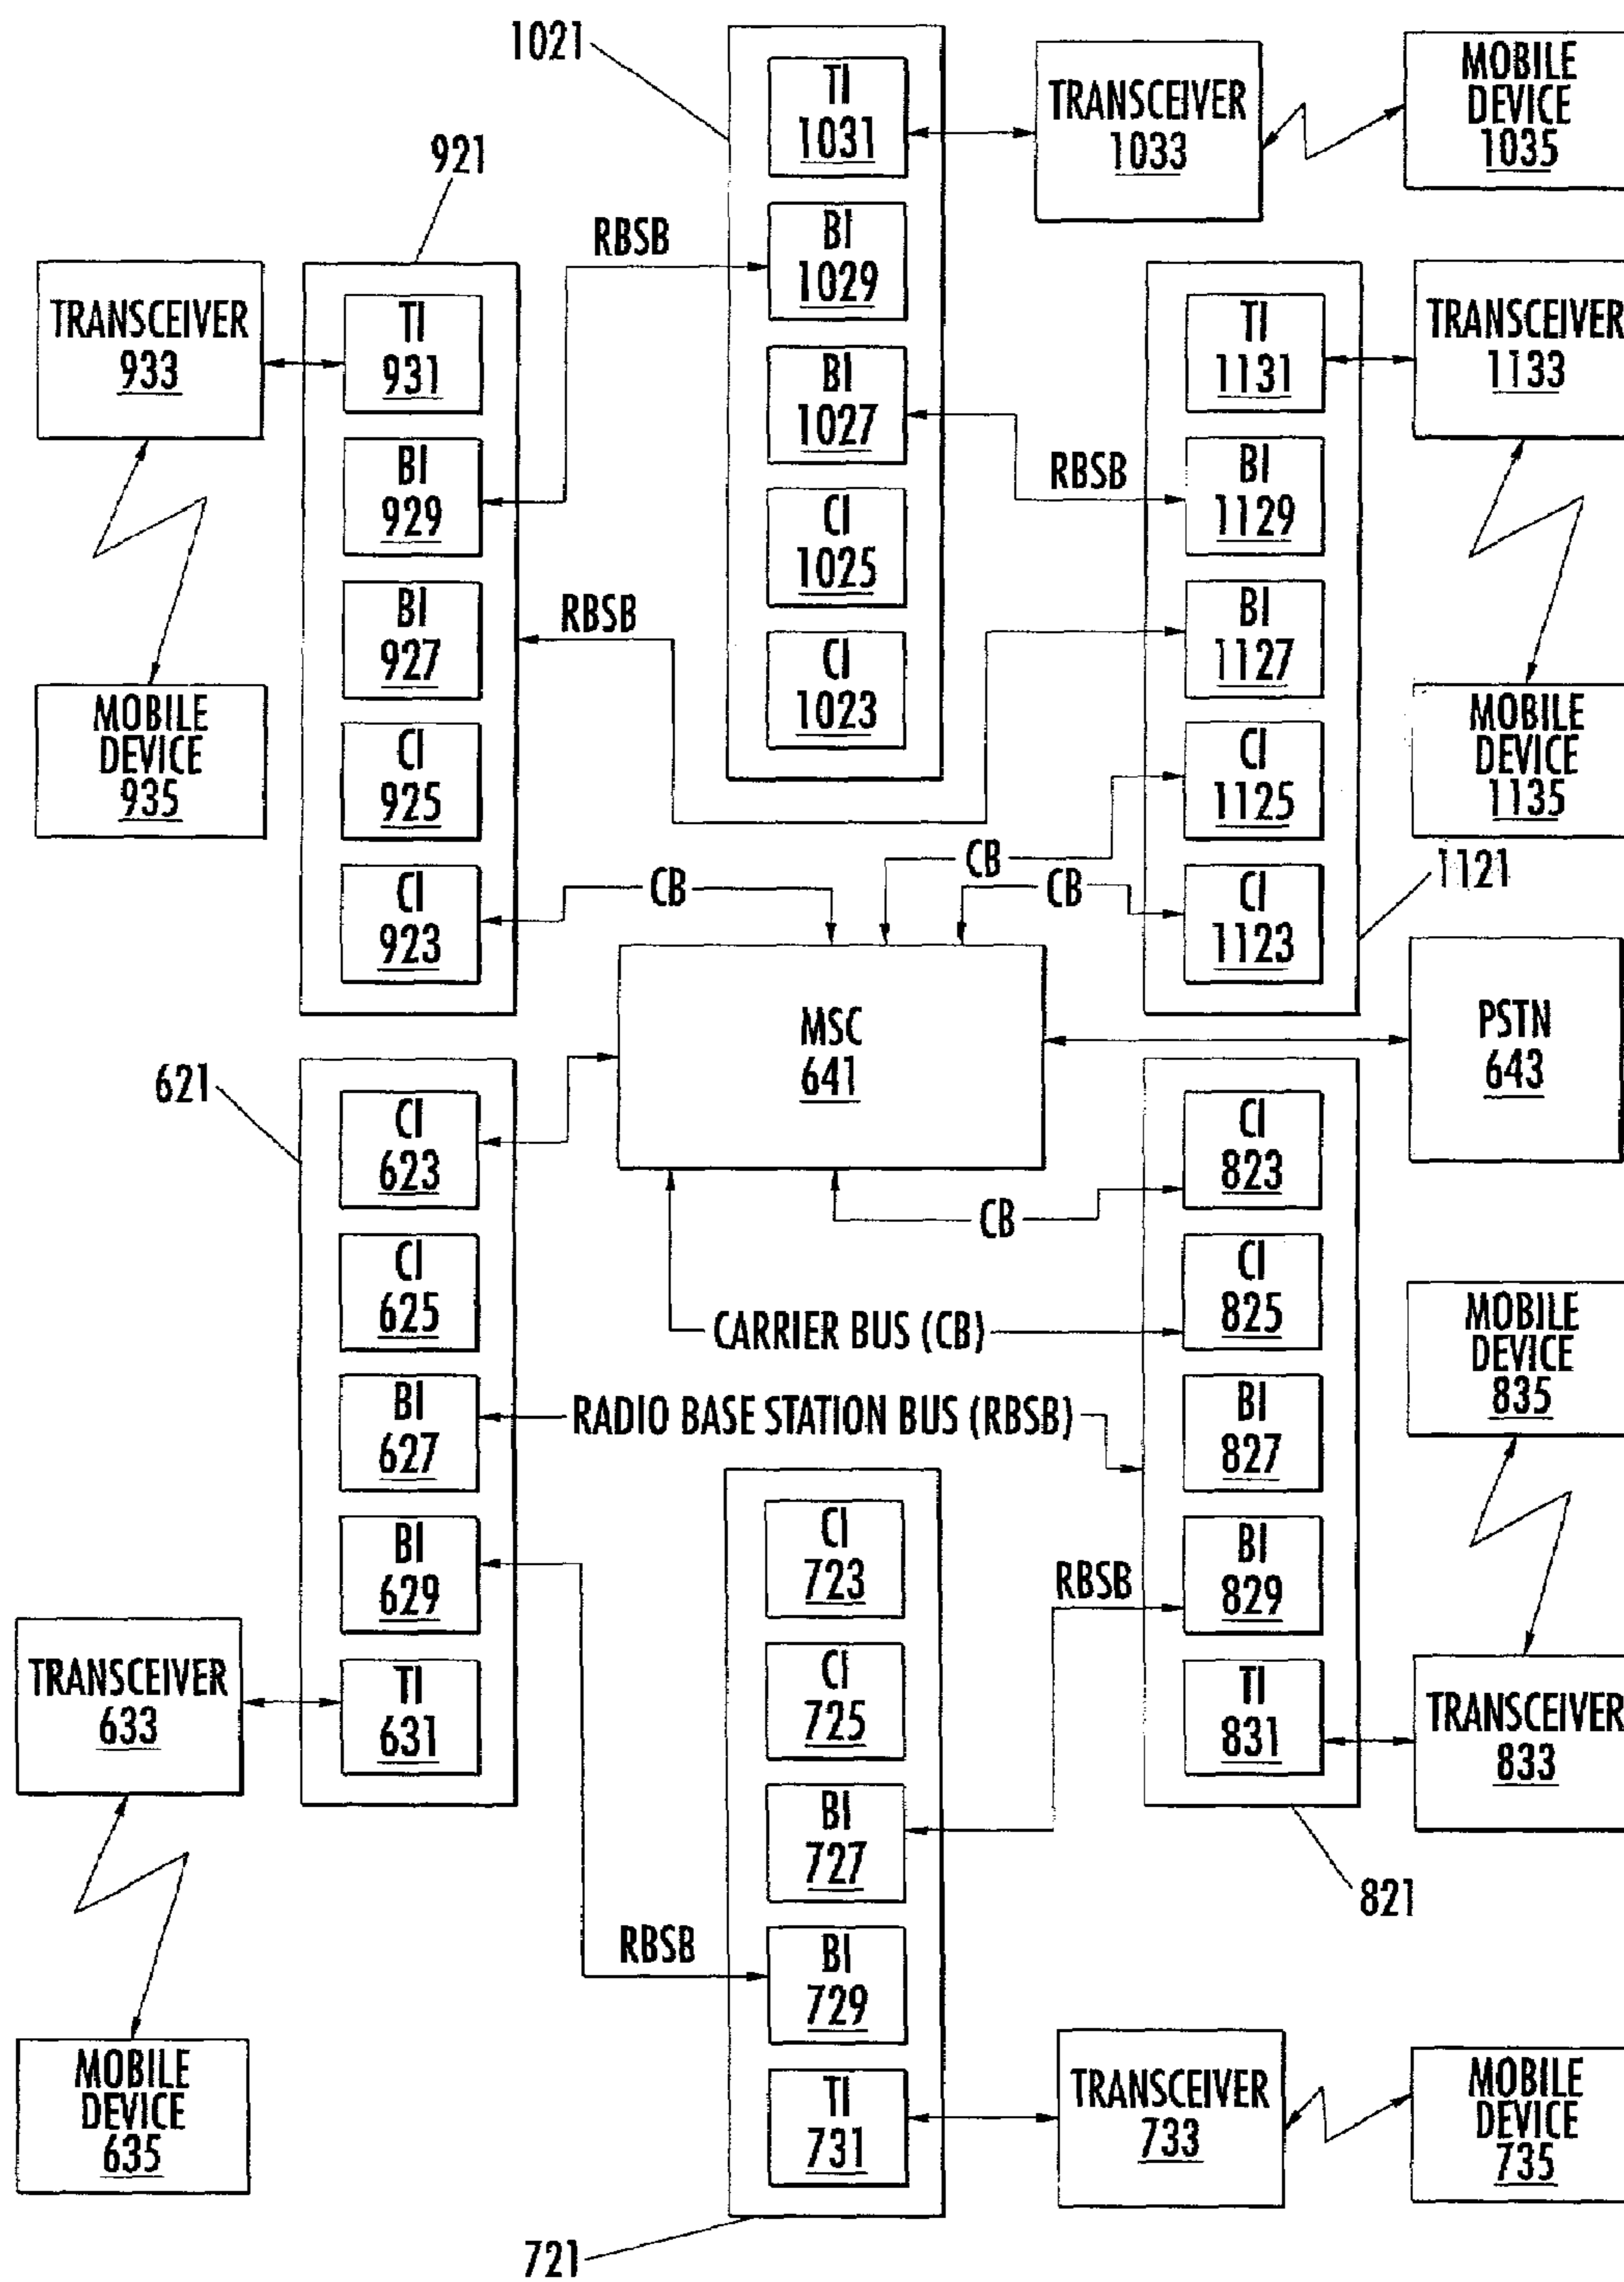 1021
TI
1031
TRANSCEIVER
1033
MOBILE
DEVICE
1035
921
RBSB
BI
1029
TRANSCEIVER
933
TI
931
BI
1027
TI
1131
TRANSCEIVER
1133
BI
929
RBSB
BI
1129
CI
1025
BI
927
RBSB
BI
1127
CI
1023
MOBILE
DEVICE
935
CI
925
CI
1125
MOBILE
DEVICE
1135
CB
CB
CB
1121
CI
923
CI
1123
MSC
641
PSTN
643
621
CI
623
CI
823
CB
CI
625
CARRIER BUS (CB)
CI
825
MOBILE
DEVICE
835
BI
627
RADIO BASE STATION BUS (RBSB)
BI
827
CI
723
BI
629
RBSB
BI
829
TRANSCEIVER
633
TI
631
CI
725
TI
831
TRANSCEIVER
833
BI
727
821
RBSB
BI
729
MOBILE
DEVICE
635
TI
731
TRANSCEIVER
733
MOBILE
DEVICE
735
721